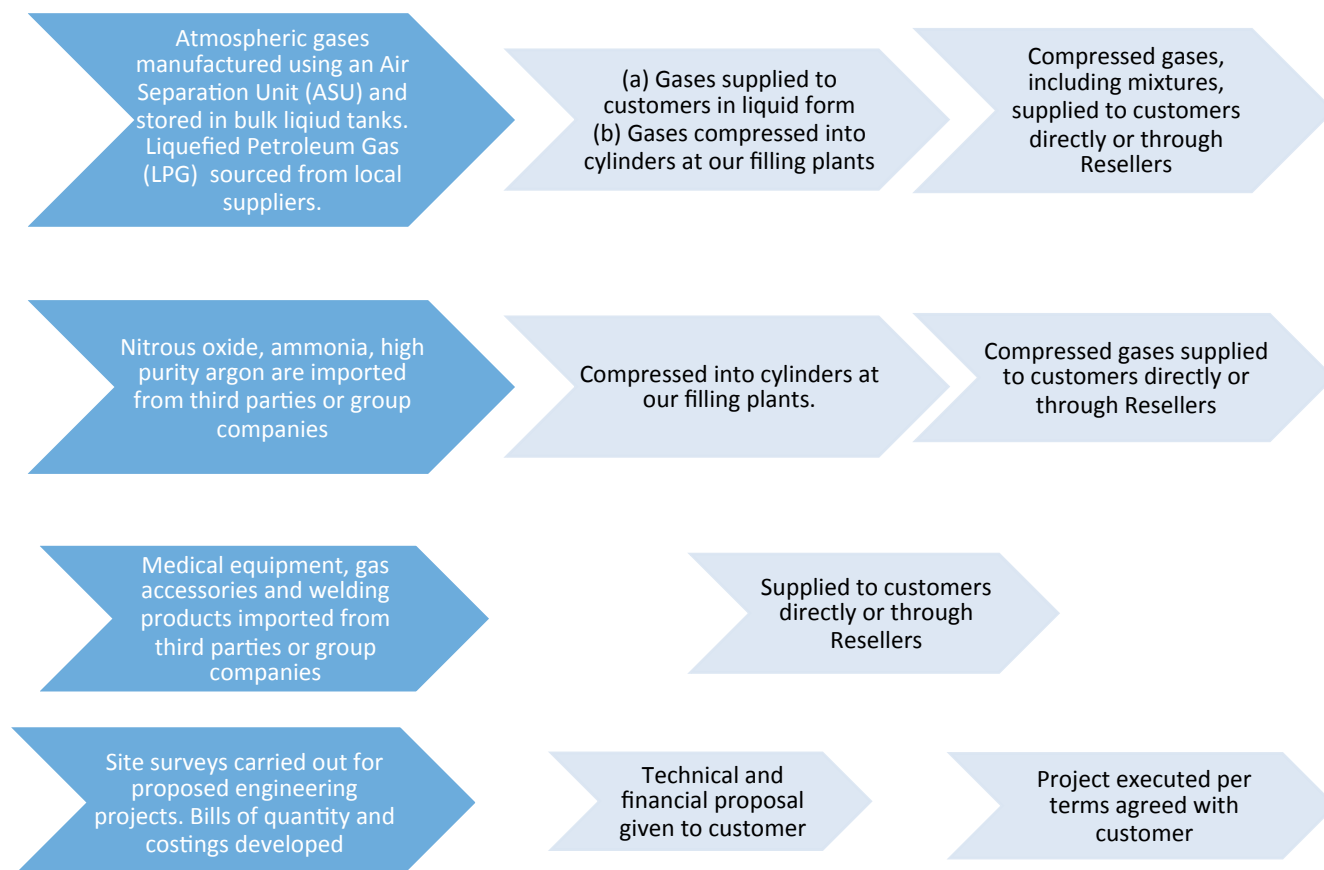 Atmospheric gases
manufactured using an Air
Separation Unit (ASU) and
stored in bulk liqiud tanks.
Liquefied Petroleum Gas
(LPG) sourced from local
suppliers.
(a) Gases supplied to
customers in liquid form
(b) Gases compressed into
cylinders at our filling plants
Compressed gases,
including mixtures,
supplied to customers
directly or through
Resellers
Nitrous oxide, ammonia, high
purity argon are imported
from third parties or group
companies
Compressed into cylinders at
our filling plants.
Compressed gases supplied
to customers directly or
through Resellers
Medical equipment, gas
accessories and welding
products imported from
third parties or group
companies
Supplied to customers
directly or through
Resellers
Site surveys carried out for
proposed engineering
projects. Bills of quantity and
costings developed
Technical and
financial proposal
given to customer
Project executed per
terms agreed with
customer